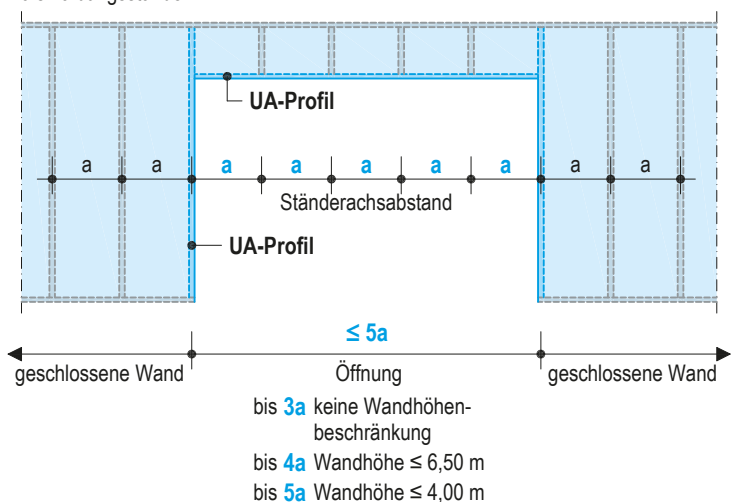 UA-Profil
a a a a a a a a a
Ständerachsabstand
UA-Profil
≤ 5a
geschlossene Wand Öffnung geschlossene Wand
bis 3a keine Wandhöhen-
beschränkung
bis 4a Wandhöhe ≤ 6,50 m
bis 5a Wandhöhe ≤ 4,00 m